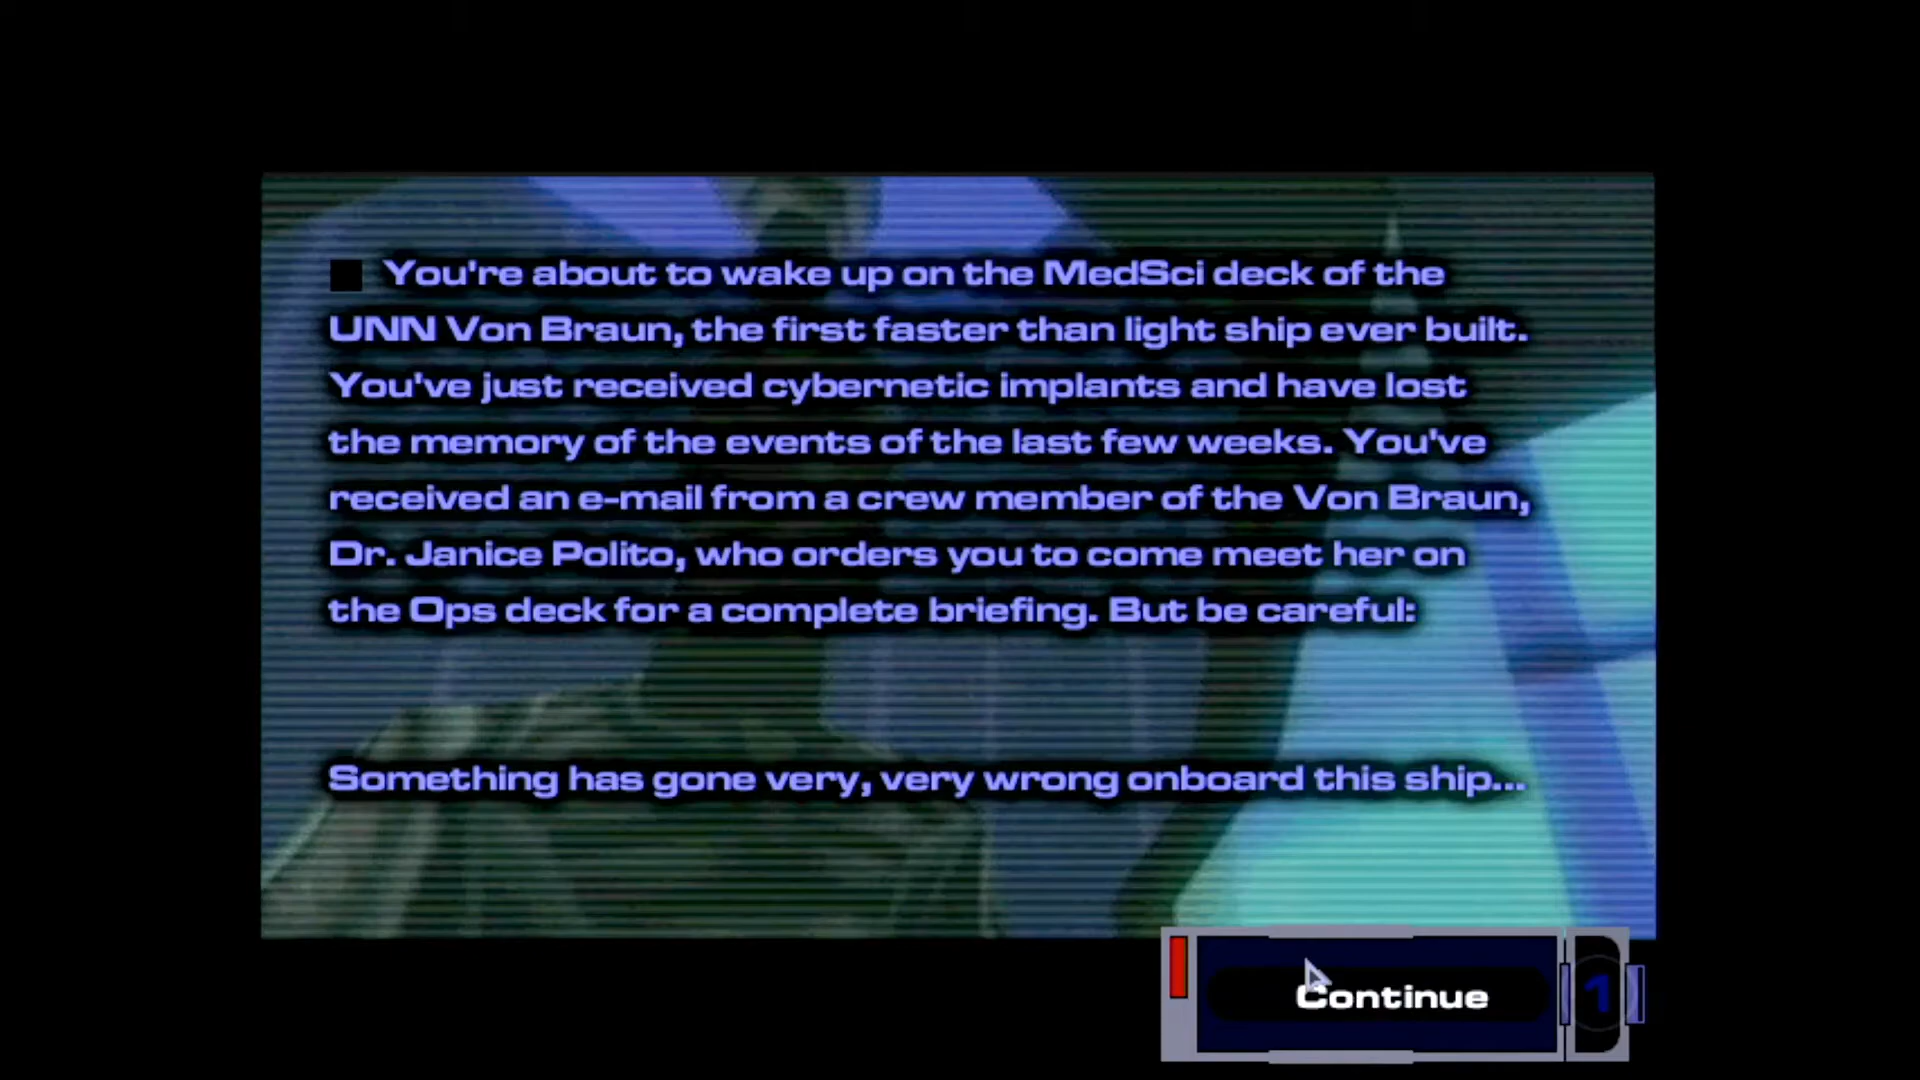 You're about to wake up on the MedSci deck of the
UNN Von Braun, the first faster than light ship ever built.
You've just received cybernetic implants and have lost
the memory of the events of the last few weeks. You've
received an e-mail from a crew member of the Von Braun,
Dr. Janice Polito, who orders you to come meet her on
the Ops deck for a complete briefing. But be careful:
Something has gone very, very wrong onboard this ship...
Continue
1